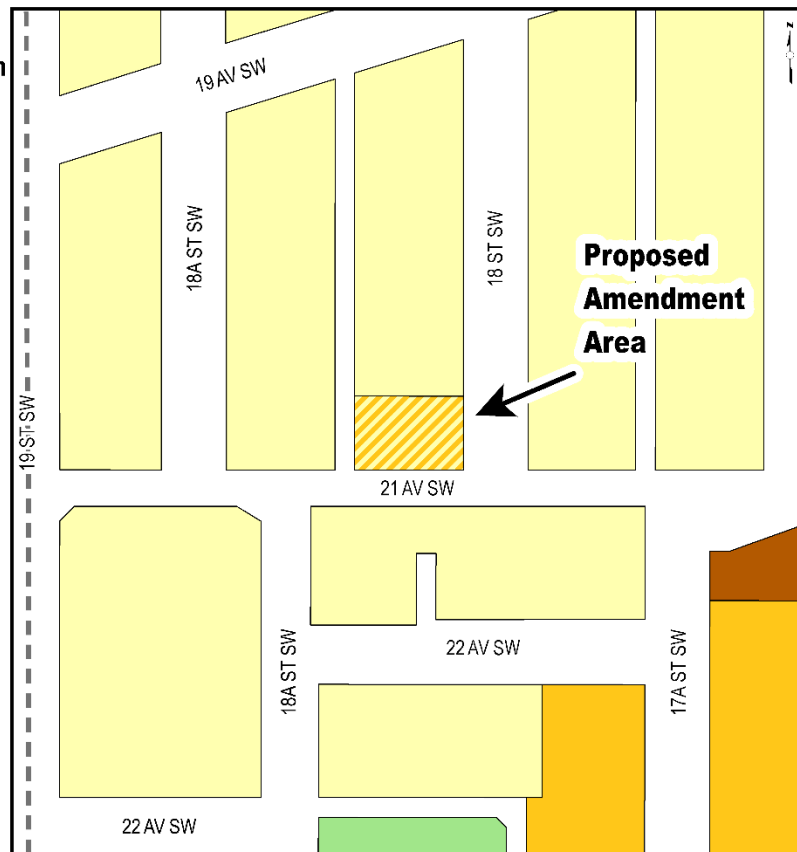 N
19 AV SW
18A ST SW
18 ST SW
Proposed
Amendment
Area
19 ST SW
21 AV SW
22 AV SW
18A ST SW
17A ST SW
22 AV SW